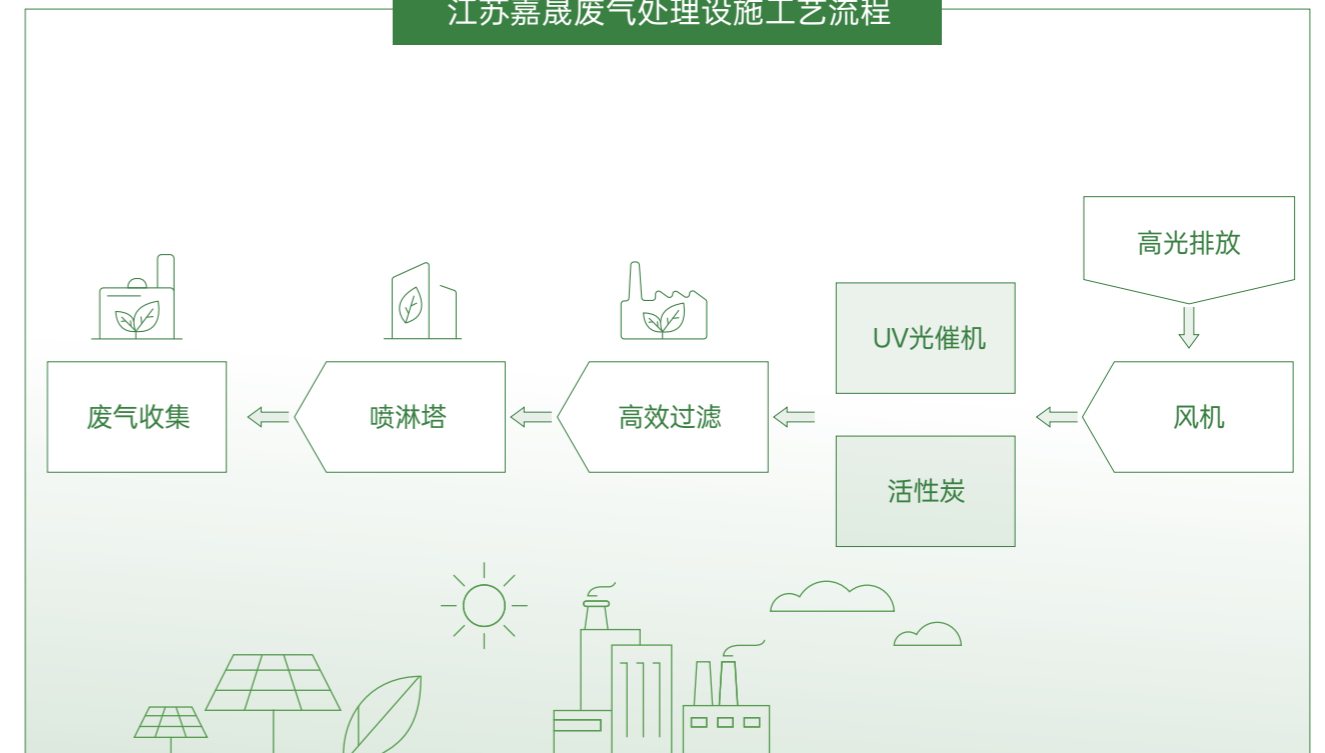 江苏嘉晟废气处理设施工艺流程
高光排放
UV光催机
废气收集
喷淋塔
高效过滤
风机
活性炭